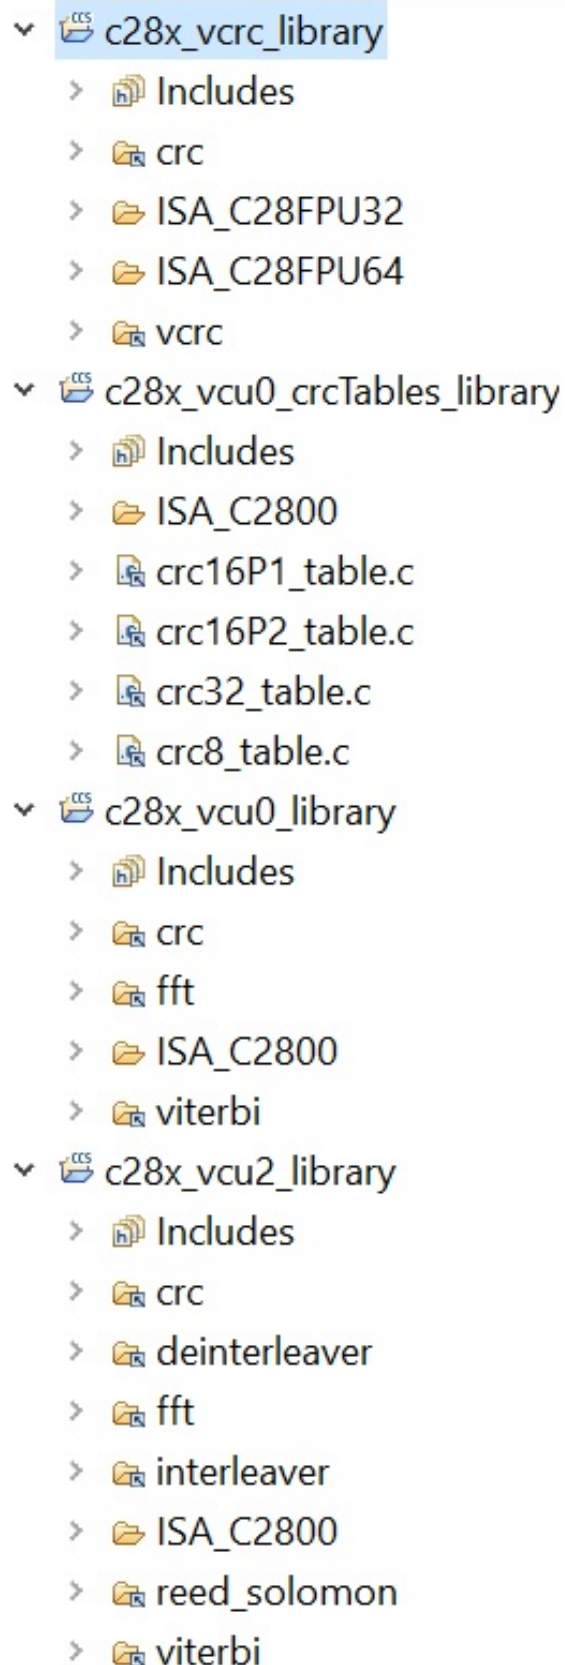 c28x_vcrc_library
Includes
crc
ISA_C28FPU32
ISA_C28FPU64
vcrc
c28x_vcu0_crcTables_library
Includes
ISA_C2800
crc16P1_table.c
crc16P2_table.c
crc32_table.c
crc8_table.c
c28x_vcu0_library
Includes
crc
fft
ISA_C2800
viterbi
c28x_vcu2_library
Includes
crc
deinterleaver
fft
interleaver
ISA_C2800
reed_solomon
viterbi